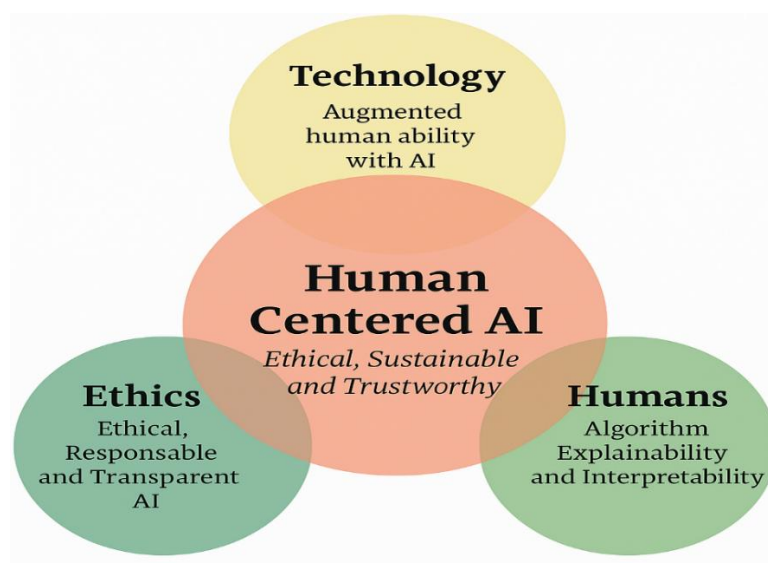 Technology
Augmented
human ability
with AI
Human
Centered AI
Ethical, Sustainable
and Trustworthy
Ethics
Ethical,
Responsable
and Transparent
AI
Humans
Algorithm
Explainability
and Interpretability